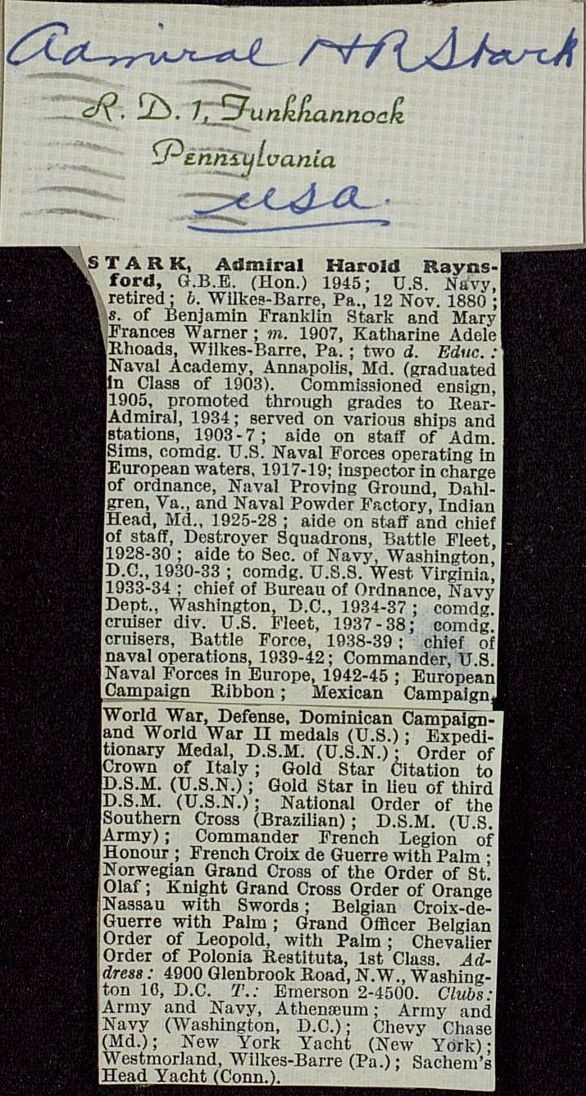 Admiral H R Stark
R. D. 1, Tunkhannock
Pennsylvania
USA.
STARK, Admiral Harold Rayns-
ford, G.B.E. (Hon.) 1945; U.S. Navy,
retired; b. Wilkes-Barre, Pa., 12 Nov. 1880;
s. of Benjamin Franklin Stark and Mary
Frances Warner; m. 1907, Katharine Adele
Rhoads, Wilkes-Barre, Pa.; two d. Educ.:
Naval Academy, Annapolis, Md. (graduated
in Class of 1903). Commissioned ensign,
1905, promoted through grades to Rear-
Admiral, 1934; served on various ships and
stations, 1903-7; aide on staff of Adm.
Sims, comdg. U.S. Naval Forces operating in
European waters, 1917-19; inspector in charge
of ordnance, Naval Proving Ground, Dahl-
gren, Va., and Naval Powder Factory, Indian
Head, Md., 1925-28; aide on staff and chief
of staff, Destroyer Squadrons, Battle Fleet,
1928-30; aide to Sec. of Navy, Washington,
D.C., 1930-33; comdg. U.S.S. West Virginia,
1933-34; chief of Bureau of Ordnance, Navy
Dept., Washington, D.C., 1934-37; comdg.
cruiser div. U.S. Fleet, 1937-38; comdg.
cruisers, Battle Force, 1938-39; chief of
naval operations, 1939-42; Commander, U.S.
Naval Forces in Europe, 1942-45; European
Campaign Ribbon; Mexican Campaign,
World War, Defense, Dominican Campaign-
and World War II medals (U.S.); Expedi-
tionary Medal, D.S.M. (U.S.N.); Order of
Crown of Italy; Gold Star Citation to
D.S.M. (U.S.N.); Gold Star in lieu of third
D.S.M. (U.S.N.); National Order of the
Southern Cross (Brazilian); D.S.M. (U.S.
Army); Commander French Legion of
Honour; French Croix de Guerre with Palm;
Norwegian Grand Cross of the Order of St.
Olaf; Knight Grand Cross Order of Orange
Nassau with Swords; Belgian Croix-de-
Guerre with Palm; Grand Officer Belgian
Order of Leopold, with Palm; Chevalier
Order of Polonia Restituta, 1st Class. Ad-
dress: 4900 Glenbrook Road, N.W., Washing-
ton 16, D.C. T.: Emerson 2-4500. Clubs:
Army and Navy, Athenæum; Army and
Navy (Washington, D.C.); Chevy Chase
(Md.); New York Yacht (New York);
Westmorland, Wilkes-Barre (Pa.); Sachem's
Head Yacht (Conn.).